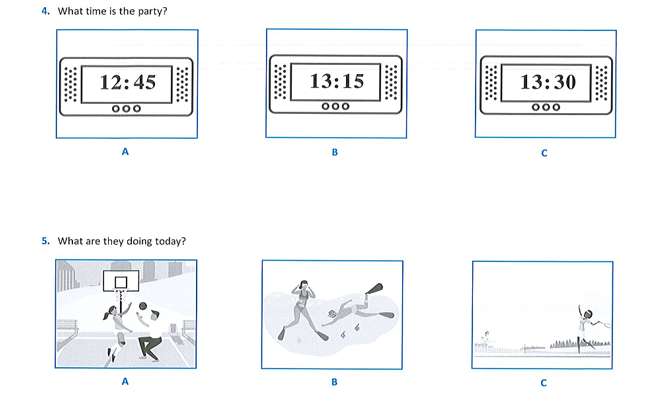 4. What time is the party?
12:45
13:15
13:30
A
B
C
5. What are they doing today?
A
B
C